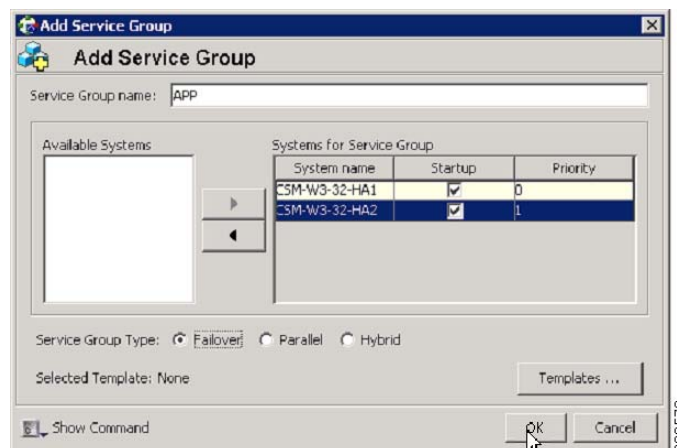 Add Service Group
Add Service Group
Service Group name: APP
Available Systems
Systems for Service Group
System name Startup Priority
CSM-W3-32-HA1 0
CSM-W3-32-HA2 1
Service Group Type: Failover Parallel Hybrid
Selected Template: None
Templates ...
Show Command
OK
Cancel